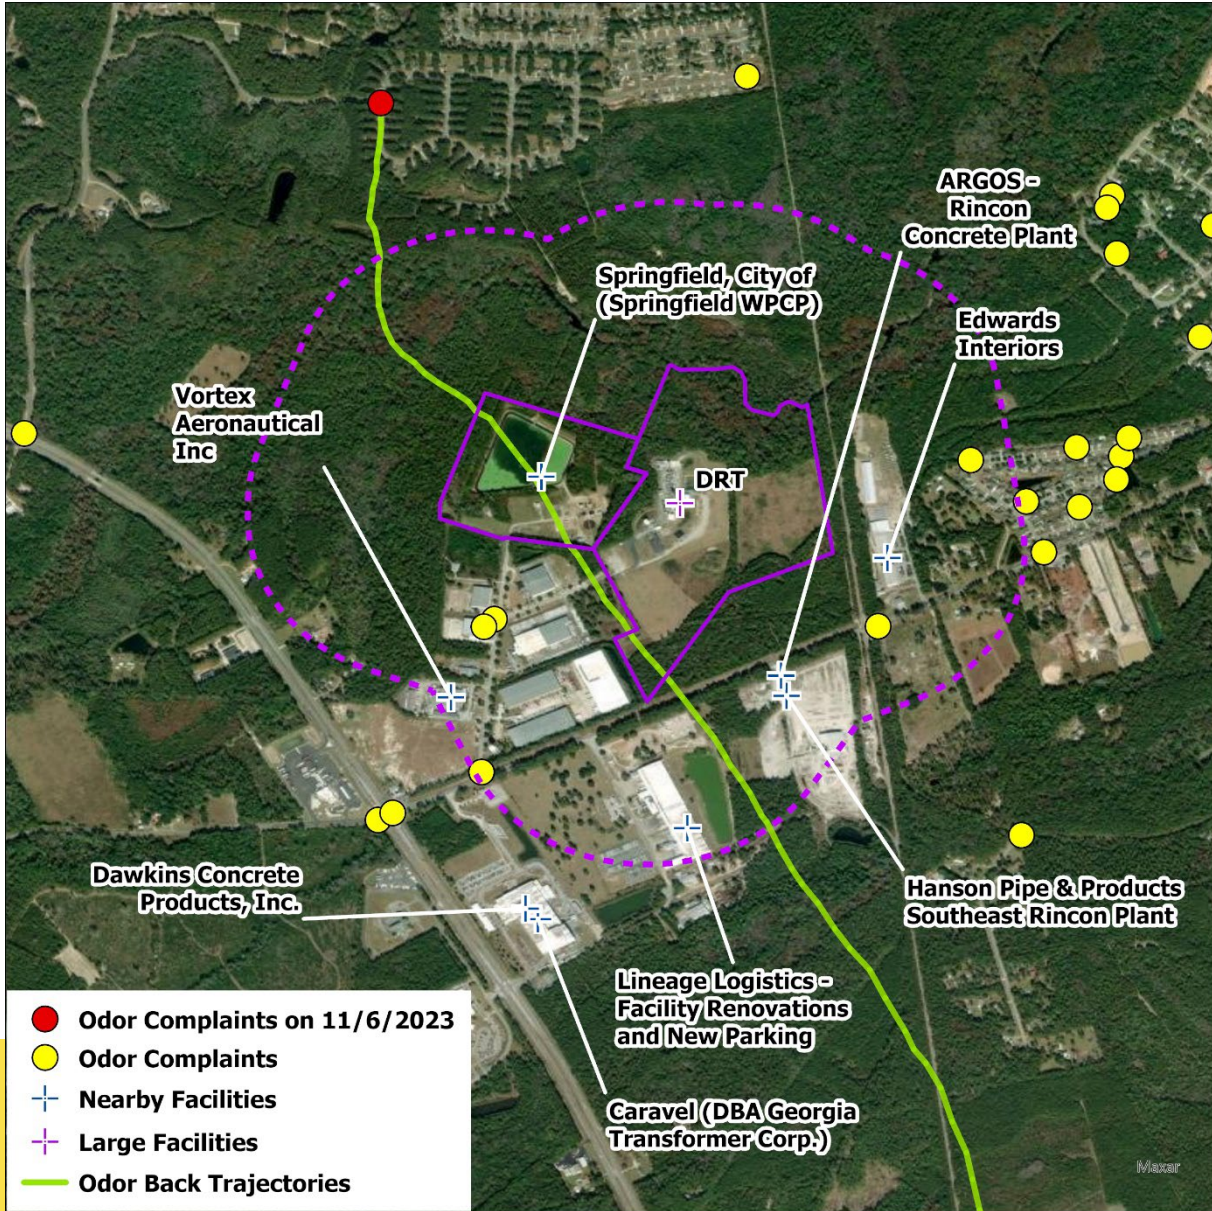 ARGOS -
Rincon
Concrete Plant
Springfield, City of
(Springfield WPCP)
Edwards
Interiors
Vortex
Aeronautical
Inc
DRT
Dawkins Concrete
Products, Inc.
Hanson Pipe & Products
Southeast Rincon Plant
Lineage Logistics -
Facility Renovations
and New Parking
Caravel (DBA Georgia
Transformer Corp.)
Odor Complaints on 11/6/2023
Odor Complaints
Nearby Facilities
Large Facilities
Odor Back Trajectories
Maxar